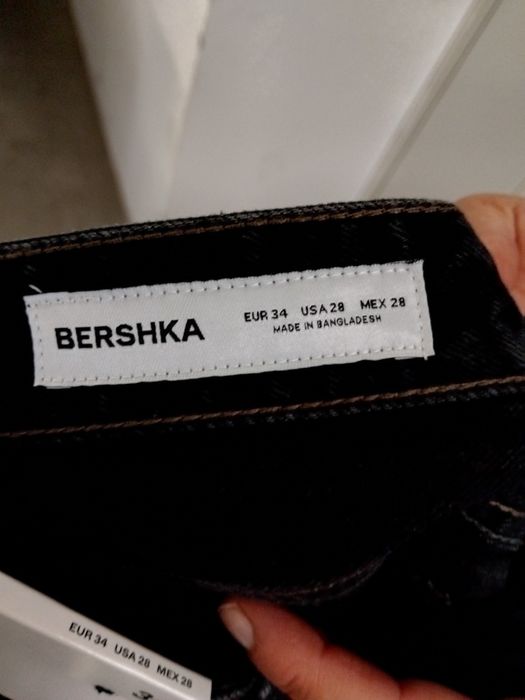 BERSHKA
EUR 34 USA 28 MEX 28
MADE IN BANGLADESH
EUR 34 USA 28 MEX 28